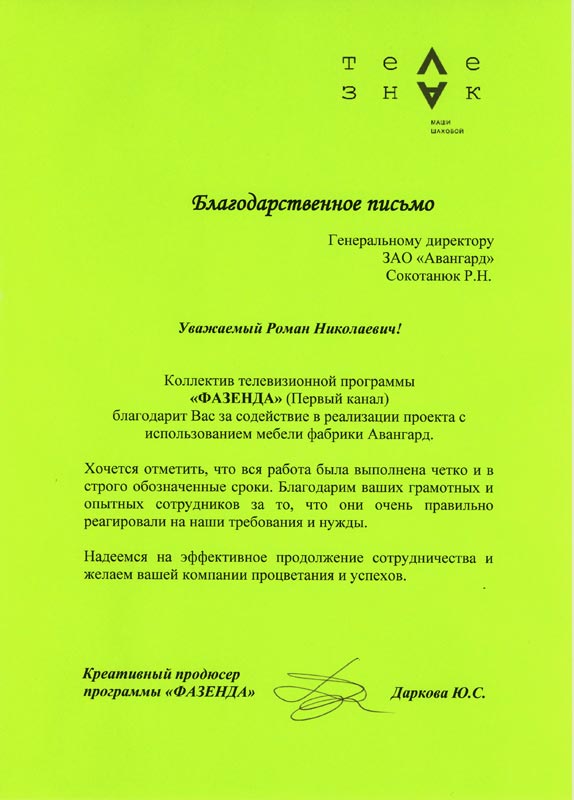 теле
знак
МАШИ
ШАХОВОЙ
Благодарственное письмо
Генеральному директору
ЗАО «Авангард»
Сокотанюк Р.Н.
Уважаемый Роман Николаевич!
Коллектив телевизионной программы
«ФАЗЕНДА» (Первый канал)
благодарит Вас за содействие в реализации проекта с
использованием мебели фабрики Авангард.
Хочется отметить, что вся работа была выполнена четко и в
строго обозначенные сроки. Благодарим ваших грамотных и
опытных сотрудников за то, что они очень правильно
реагировали на наши требования и нужды.
Надеемся на эффективное продолжение сотрудничества и
желаем вашей компании процветания и успехов.
Креативный продюсер
программы «ФАЗЕНДА» Даркова Ю.С.